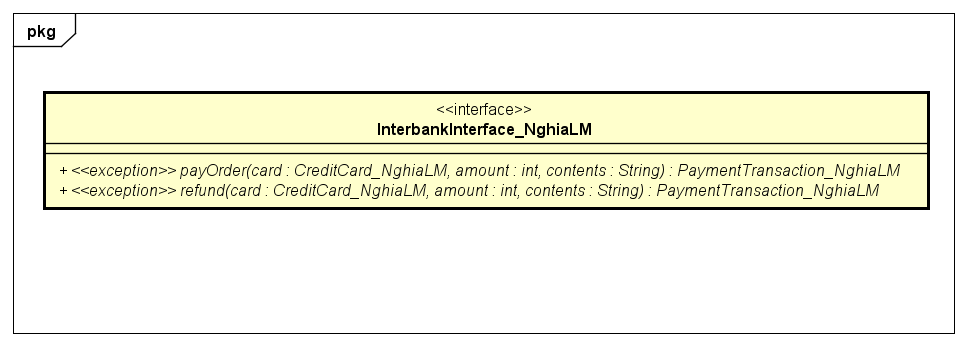 pkg
<<interface>>
InterbankInterface_NghiaLM
+ <<exception>> payOrder(card : CreditCard_NghiaLM, amount : int, contents : String) : PaymentTransaction_NghiaLM
+ <<exception>> refund(card : CreditCard_NghiaLM, amount : int, contents : String) : PaymentTransaction_NghiaLM